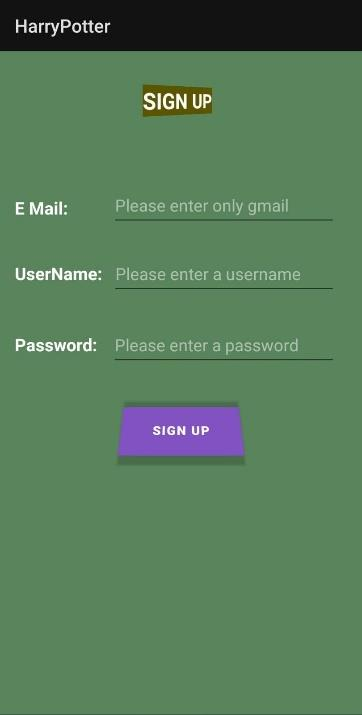 HarryPotter
SIGN UP
E Mail: Please enter only gmail
UserName: Please enter a username
Password: Please enter a password
SIGN UP